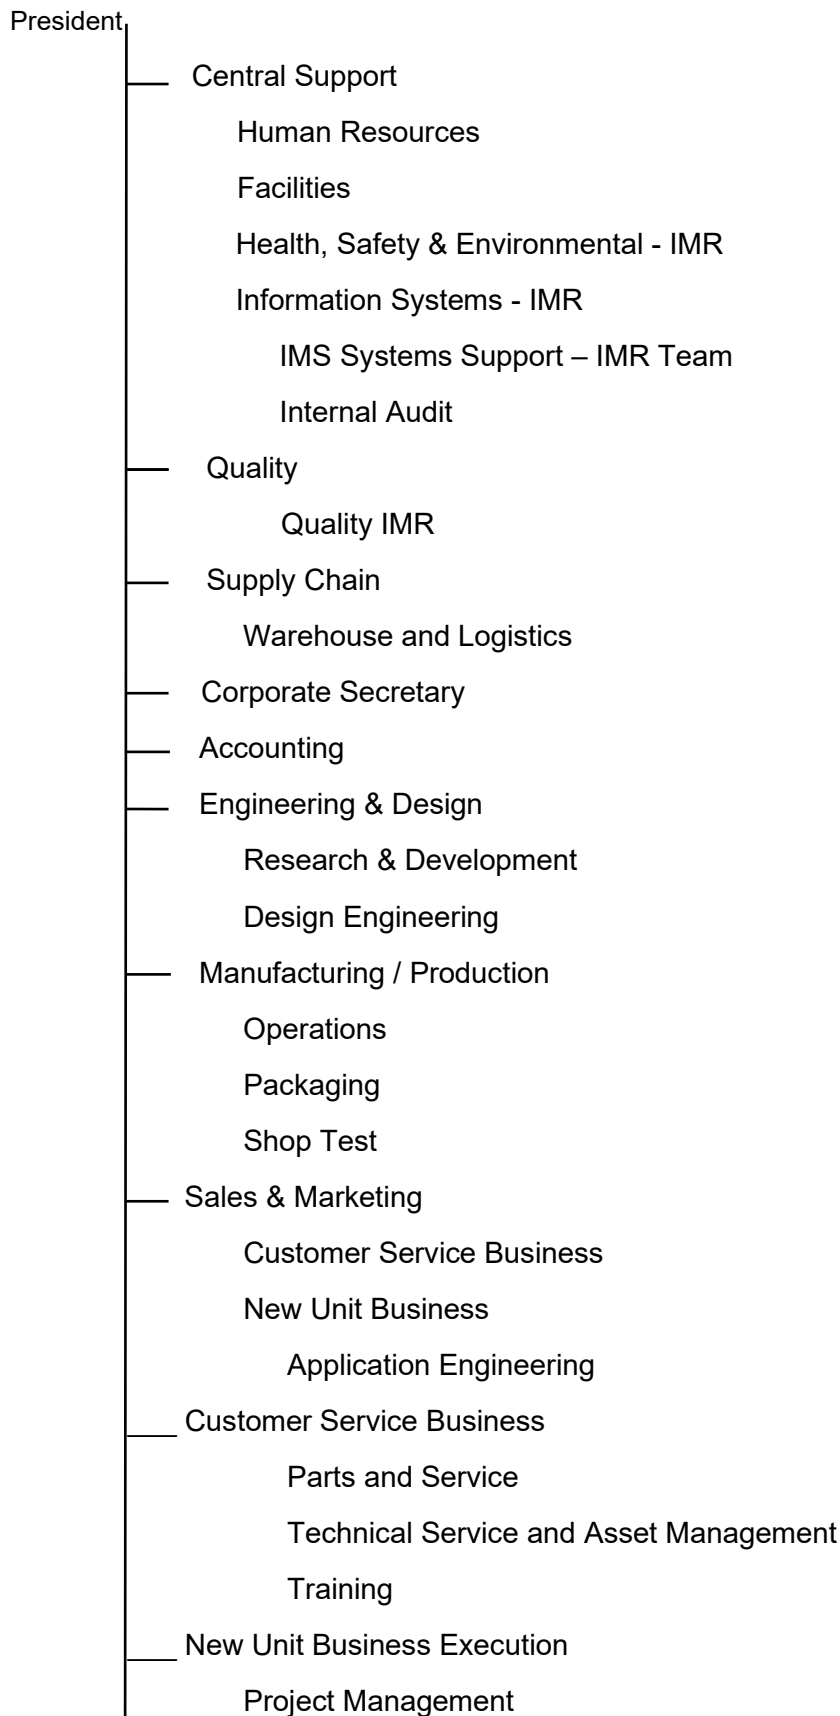 President
Central Support
Human Resources
Facilities
Health, Safety & Environmental - IMR
Information Systems - IMR
IMS Systems Support – IMR Team
Internal Audit
Quality
Quality IMR
Supply Chain
Warehouse and Logistics
Corporate Secretary
Accounting
Engineering & Design
Research & Development
Design Engineering
Manufacturing / Production
Operations
Packaging
Shop Test
Sales & Marketing
Customer Service Business
New Unit Business
Application Engineering
Customer Service Business
Parts and Service
Technical Service and Asset Management
Training
New Unit Business Execution
Project Management